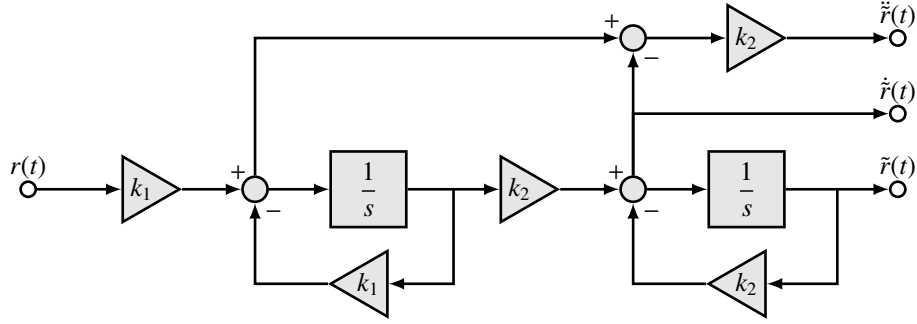 + k₂ r̃̈(t)
−
r̃̇(t)
r(t) k₁ + 1/s k₂ + 1/s r̃(t)
− −
k₁ k₂